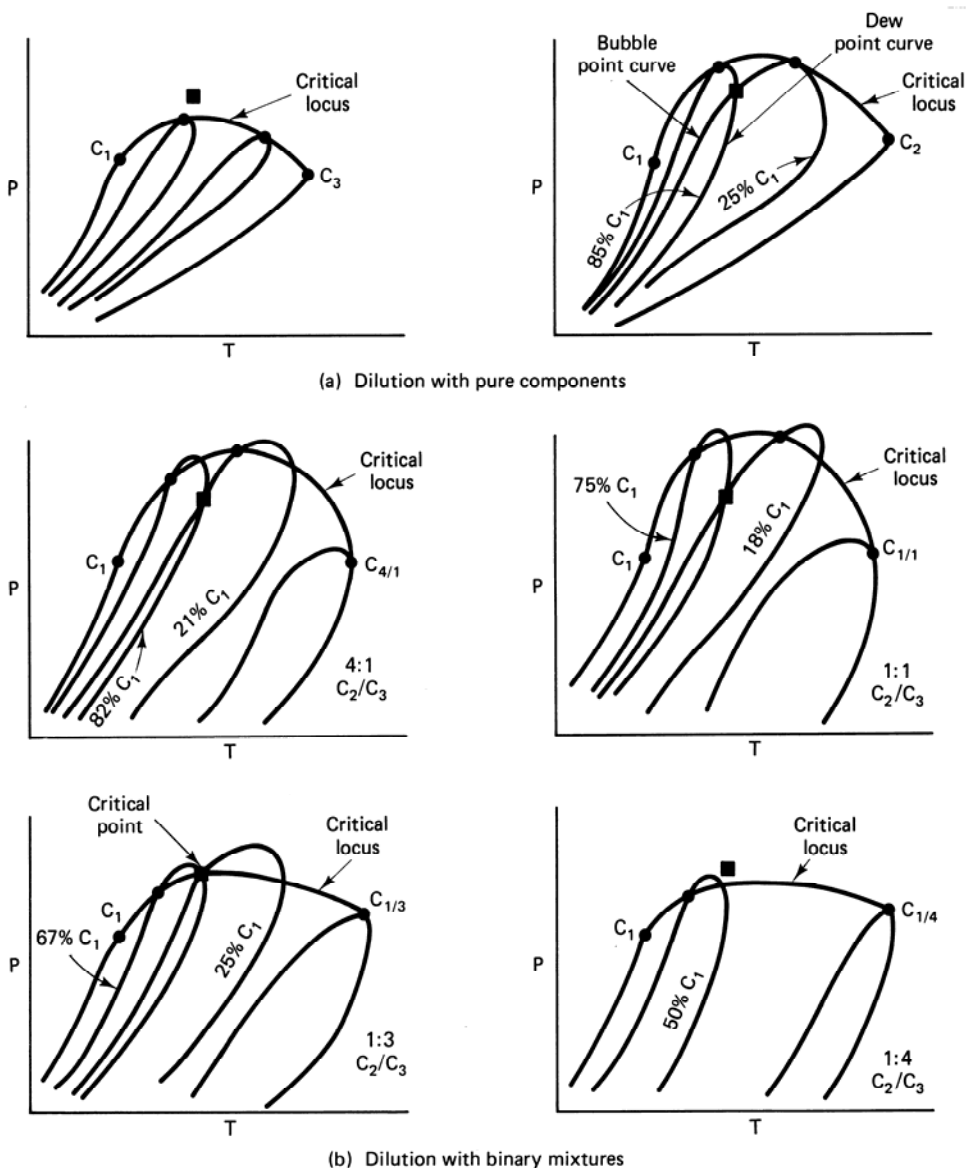 Critical
locus
C1
C3
P
T
Bubble
point curve
Dew
point curve
Critical
locus
C1
C2
85% C1
25% C1
P
T
(a) Dilution with pure components
Critical
locus
C1
C4/1
82% C1
21% C1
4:1
C2/C3
P
T
Critical
locus
75% C1
C1
18% C1
C1/1
1:1
C2/C3
P
T
Critical
point
Critical
locus
C1
C1/3
67% C1
25% C1
1:3
C2/C3
P
T
Critical
locus
C1
C1/4
50% C1
1:4
C2/C3
P
T
(b) Dilution with binary mixtures